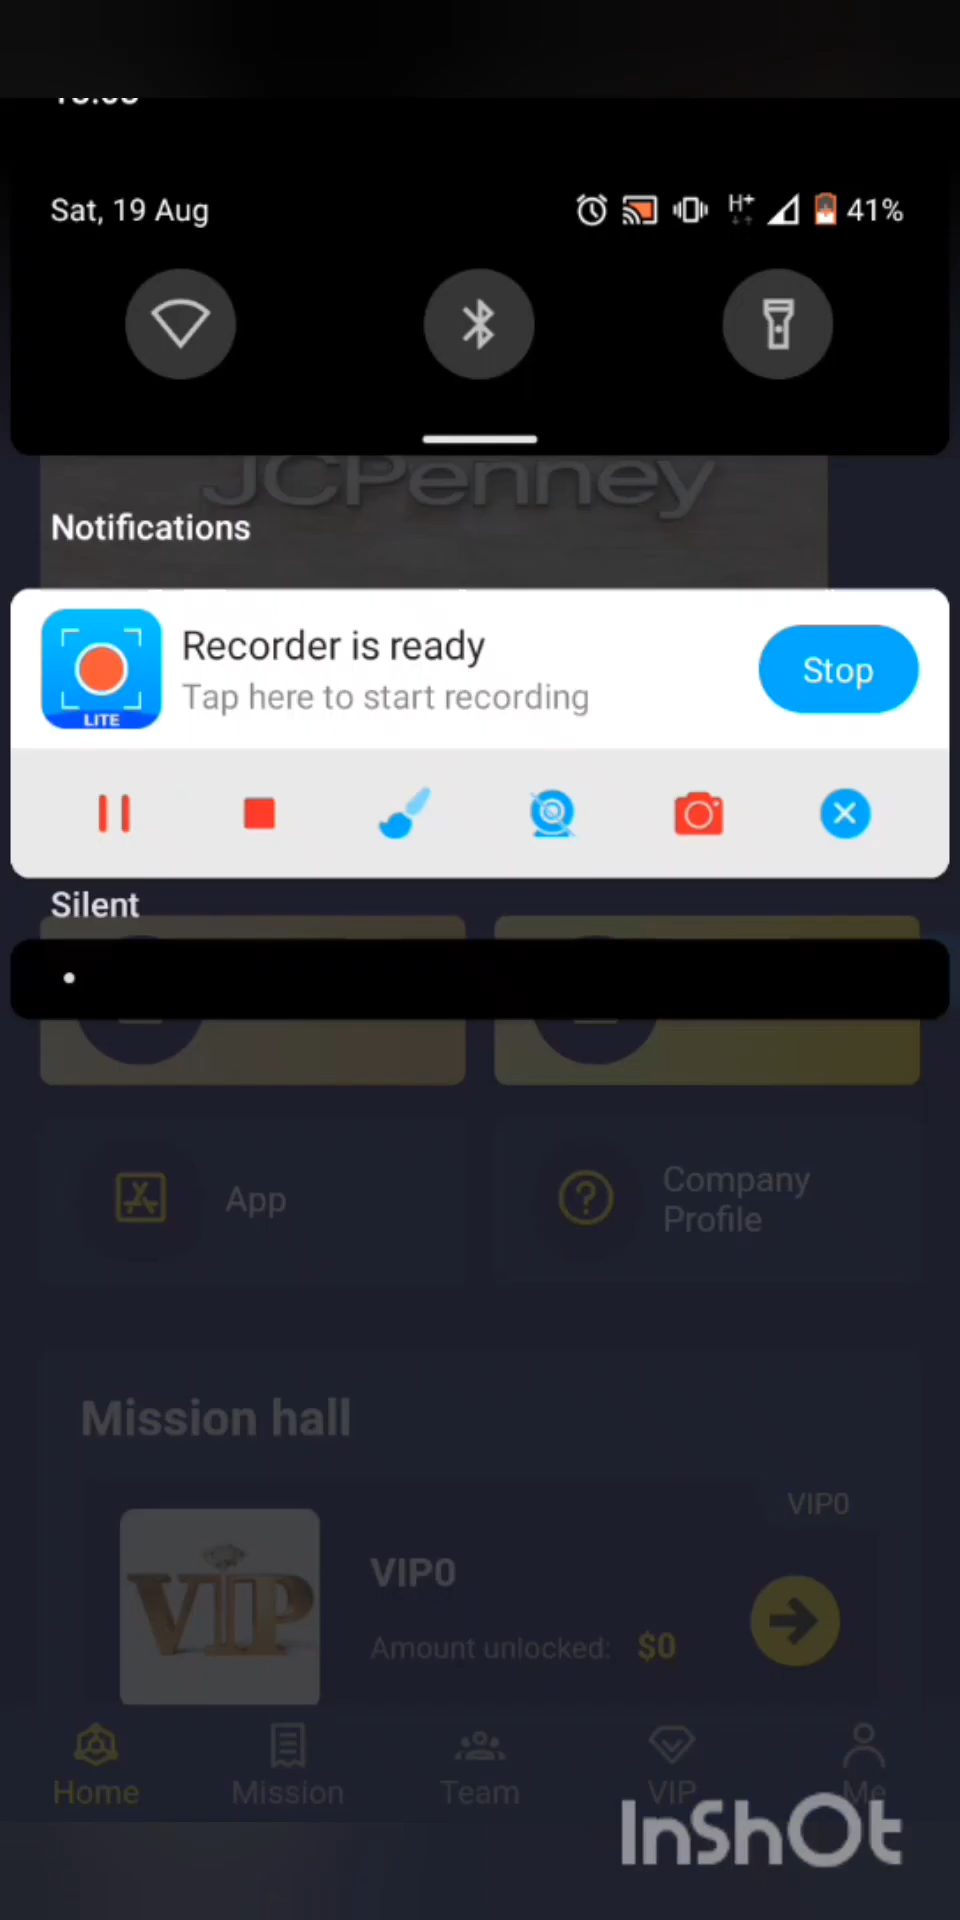 Sat, 19 Aug
H+
41%
JCPenney
Notifications
Recorder is ready
Tap here to start recording
Stop
LITE
Silent
App
Company
Profile
Mission hall
VIP0
VIP
VIP0
Amount unlocked: $0
Home
Mission
Team
VIP
Me
InShOt